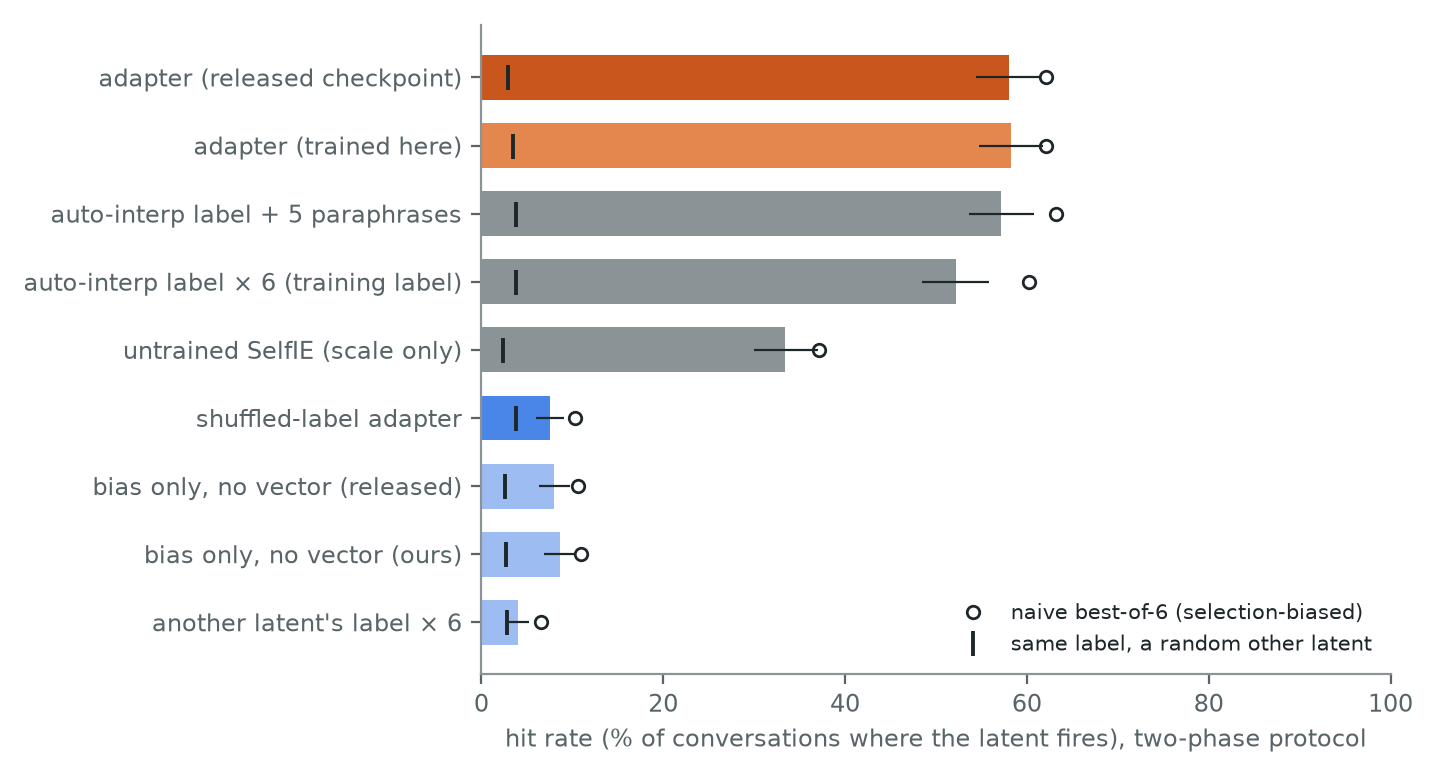 adapter (released checkpoint)
adapter (trained here)
auto-interp label + 5 paraphrases
auto-interp label × 6 (training label)
untrained SelfIE (scale only)
shuffled-label adapter
bias only, no vector (released)
bias only, no vector (ours)
another latent's label × 6
naive best-of-6 (selection-biased)
same label, a random other latent
0 20 40 60 80 100
hit rate (% of conversations where the latent fires), two-phase protocol